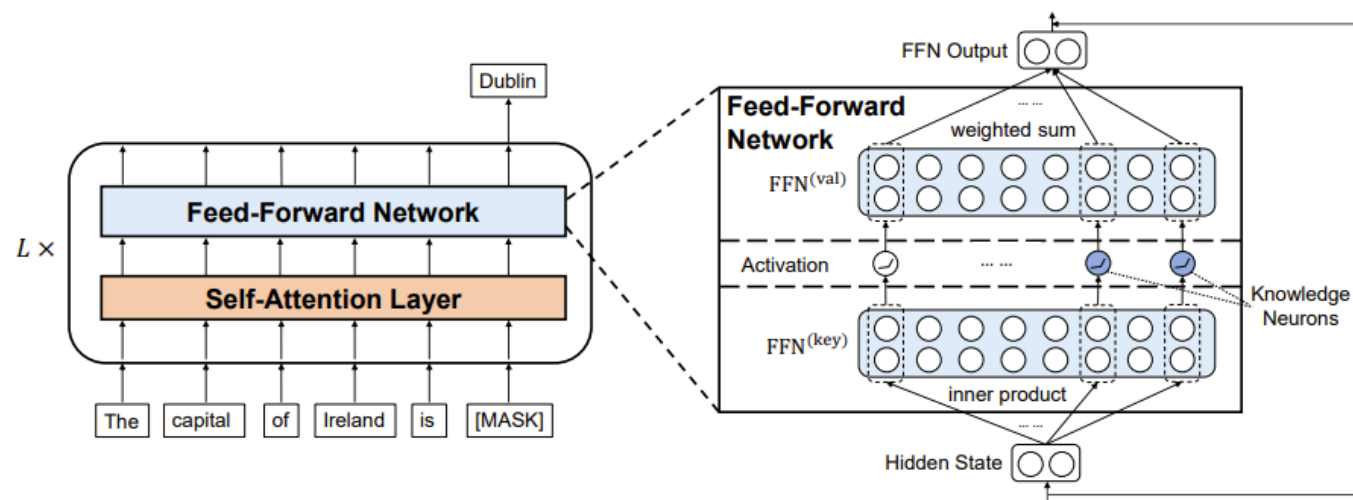 Dublin
Feed-Forward Network
L ×
Self-Attention Layer
The capital of Ireland is [MASK]
FFN Output
Feed-Forward
Network
... ...
weighted sum
FFN(val)
Activation
... ...
Knowledge
Neurons
FFN(key)
inner product
... ...
Hidden State